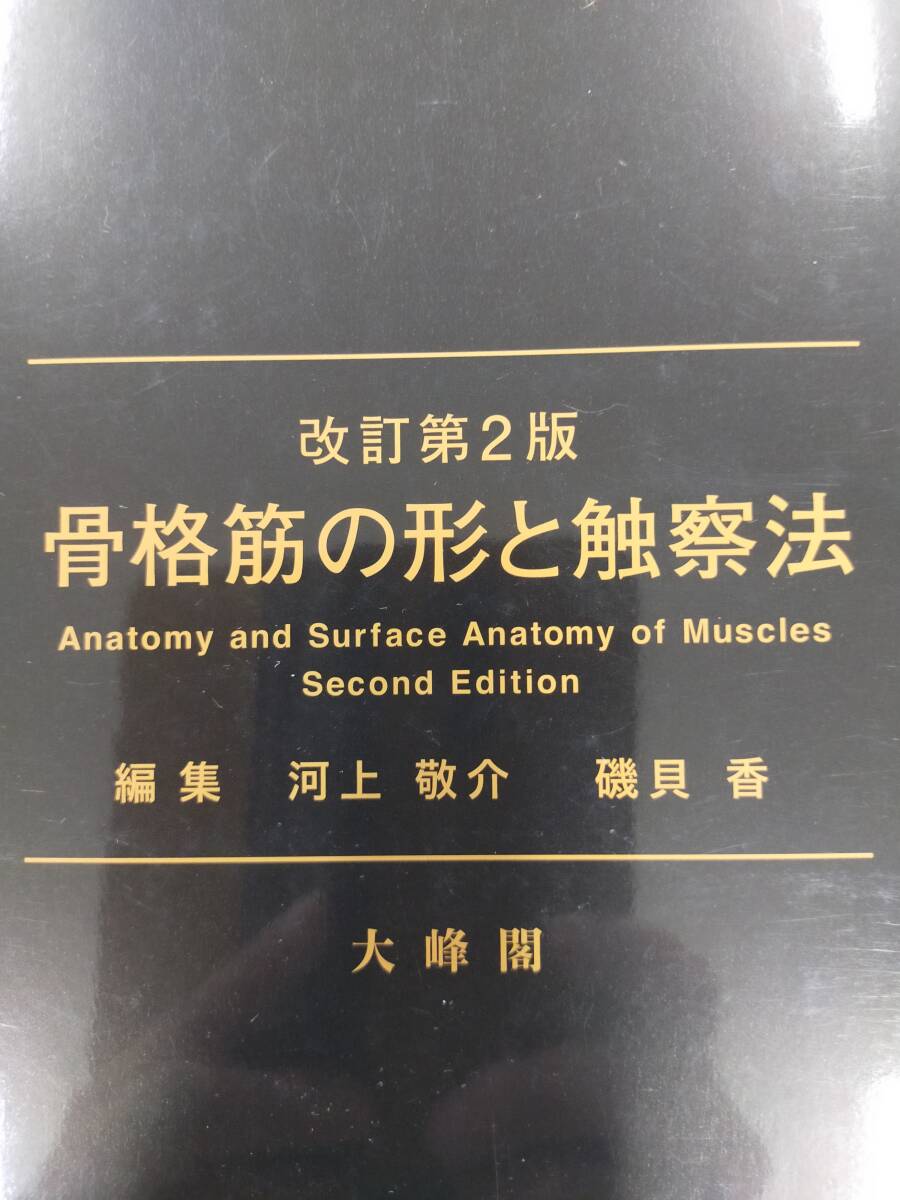 改訂第2版
骨格筋の形と触察法
Anatomy and Surface Anatomy of Muscles
Second Edition
編集 河上 敬介 磯貝 香
大峰閣